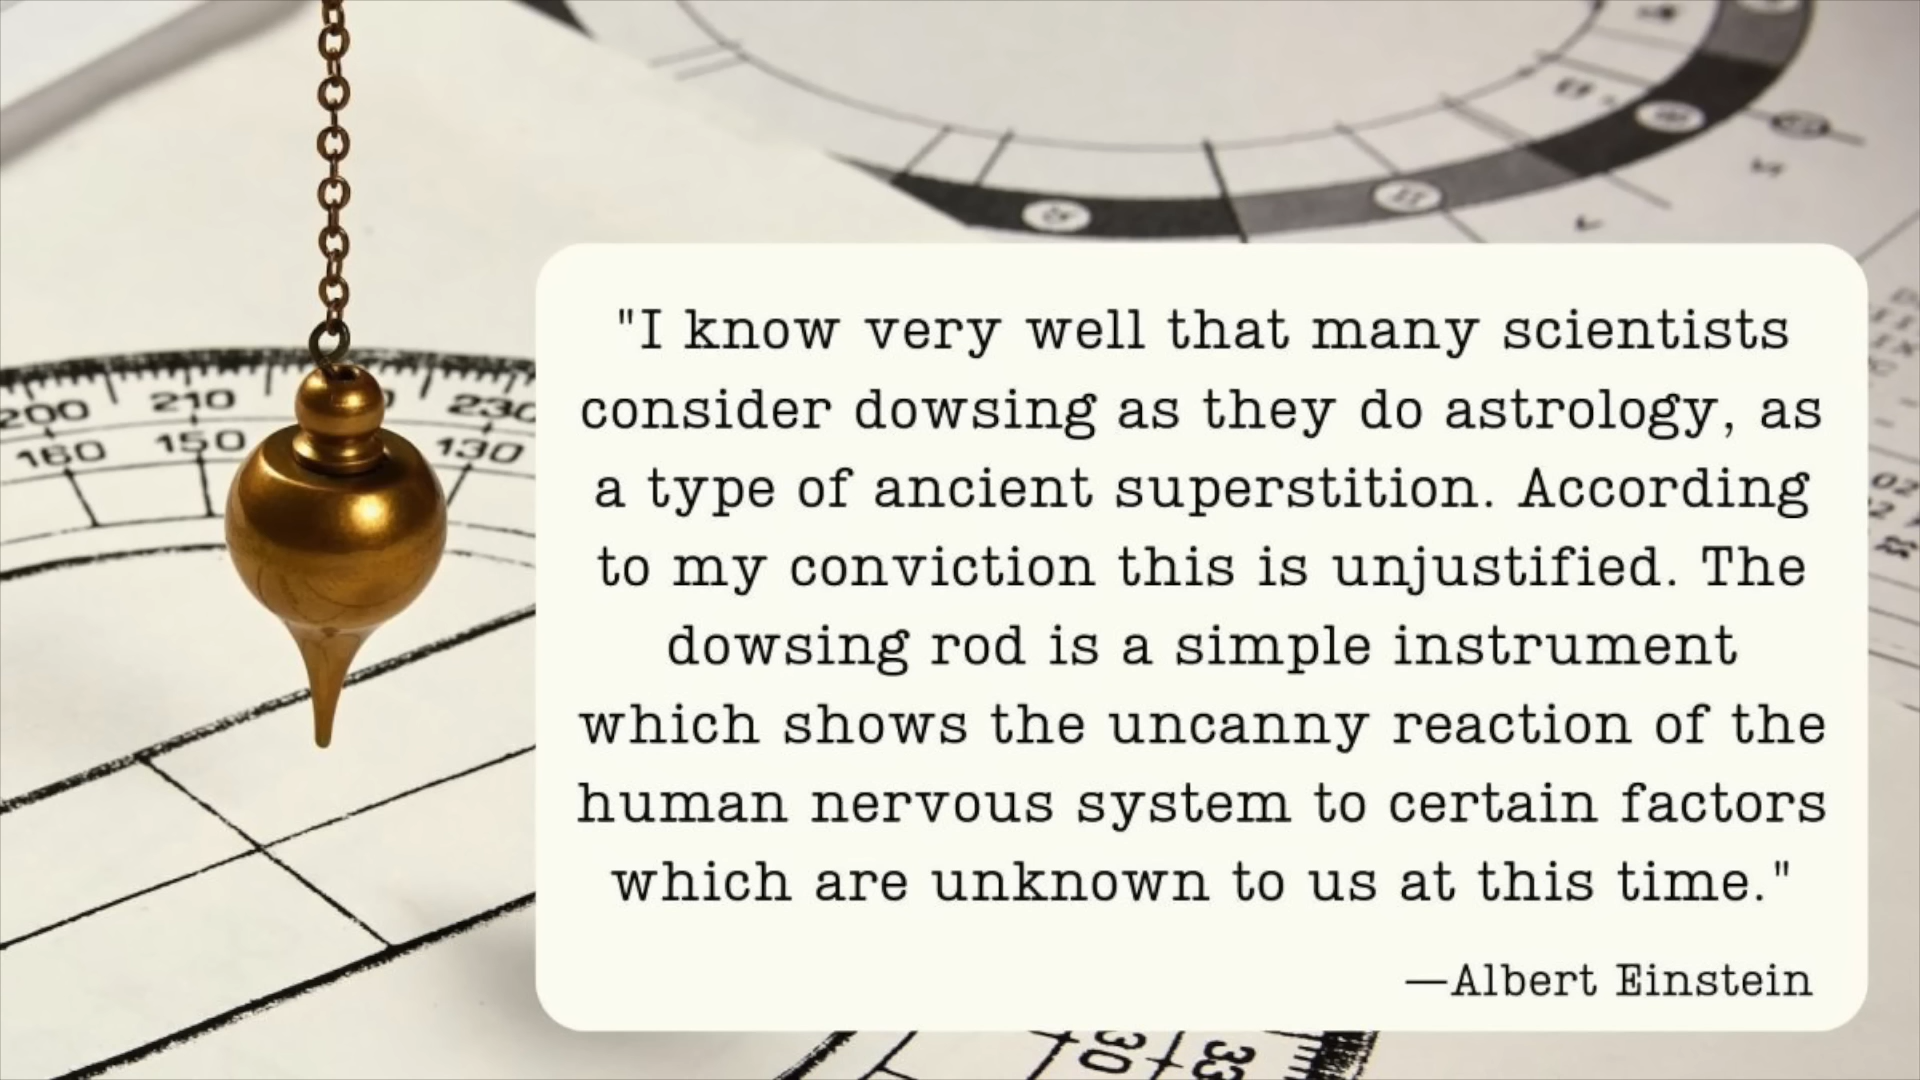 200 210 230
160 150 130
"I know very well that many scientists
consider dowsing as they do astrology, as
a type of ancient superstition. According
to my conviction this is unjustified. The
dowsing rod is a simple instrument
which shows the uncanny reaction of the
human nervous system to certain factors
which are unknown to us at this time."
—Albert Einstein
30 33